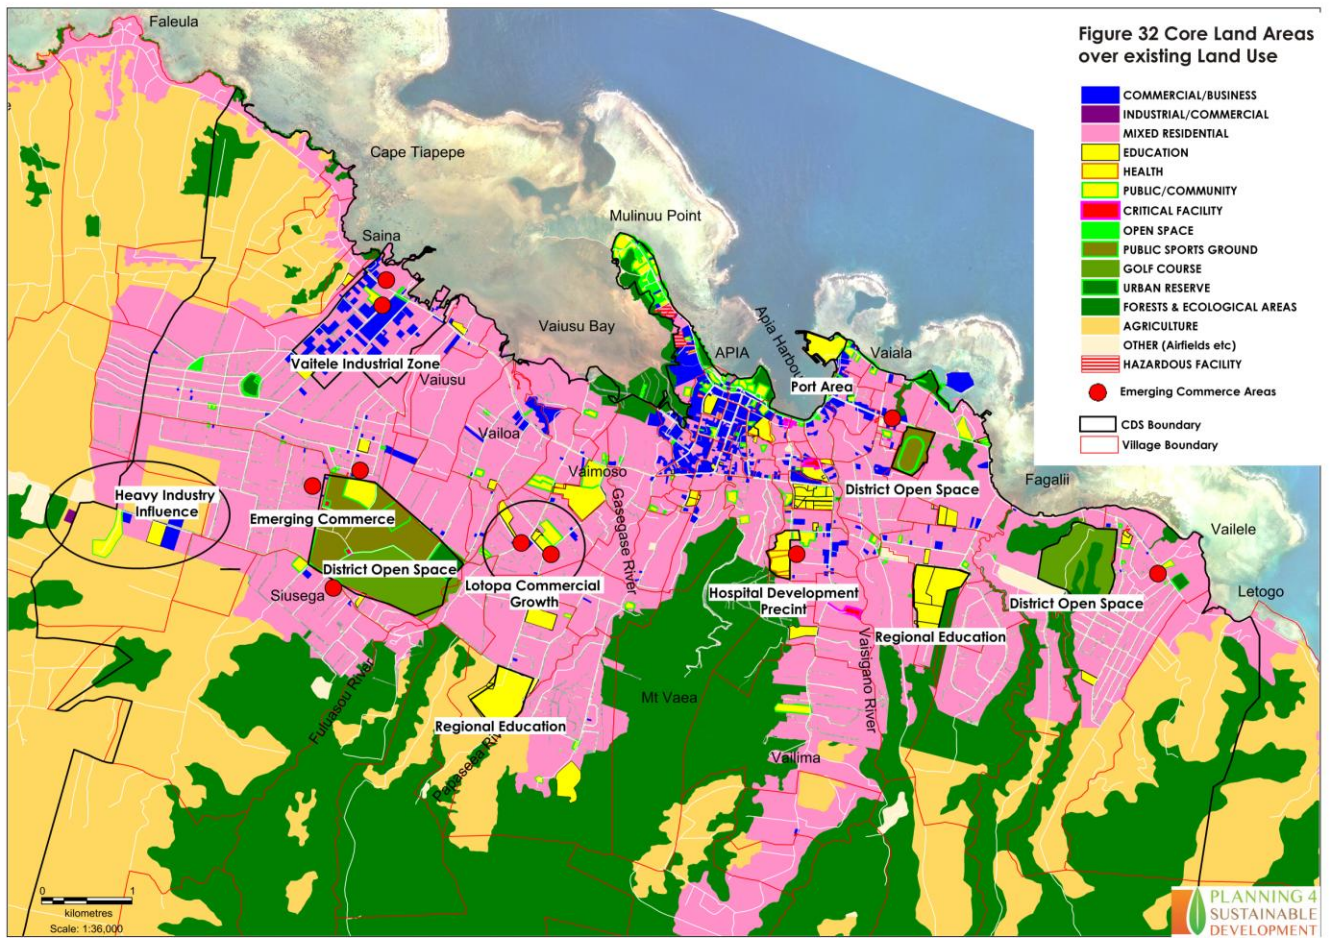 Figure 32 Core Land Areas
over existing Land Use
COMMERCIAL/BUSINESS
INDUSTRIAL/COMMERCIAL
MIXED RESIDENTIAL
EDUCATION
HEALTH
PUBLIC/COMMUNITY
CRITICAL FACILITY
OPEN SPACE
PUBLIC SPORTS GROUND
GOLF COURSE
URBAN RESERVE
FORESTS & ECOLOGICAL AREAS
AGRICULTURE
OTHER (Airfields etc)
HAZARDOUS FACILITY
Emerging Commerce Areas
CDS Boundary
Village Boundary
Faleula
Cape Tiapepe
Mulinuu Point
Saina
Vaiusu Bay
APIA
Apia Harbou
Vaiala
Port Area
Vaitele Industrial Zone
Vaiusu
Vailoa
Vaimoso
Gasegase River
Fagalii
District Open Space
Heavy Industry
Influence
Emerging Commerce
Vailele
District Open Space
Siusega
Lotopa Commercial
Growth
Hospital Development
Precint
District Open Space
Letogo
Regional Education
Vaisigano River
Fuluasou River
Mt Vaea
Regional Education
Vailima
0 1
kilometres
Scale: 1:36,000
PLANNING 4
SUSTAINABLE
DEVELOPMENT